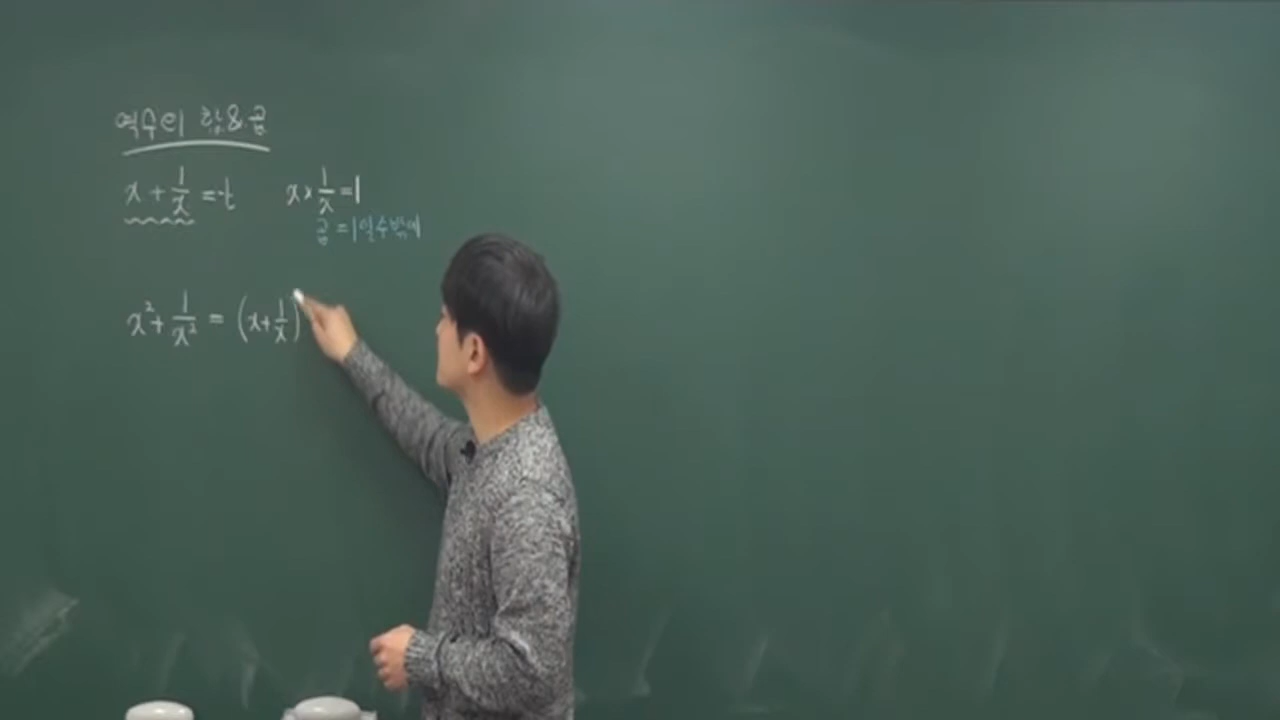 역수의 합&곱
x + 1/x = t    x × 1/x = 1
곱 = 1일수밖에
x² + 1/x² = (x + 1/x)